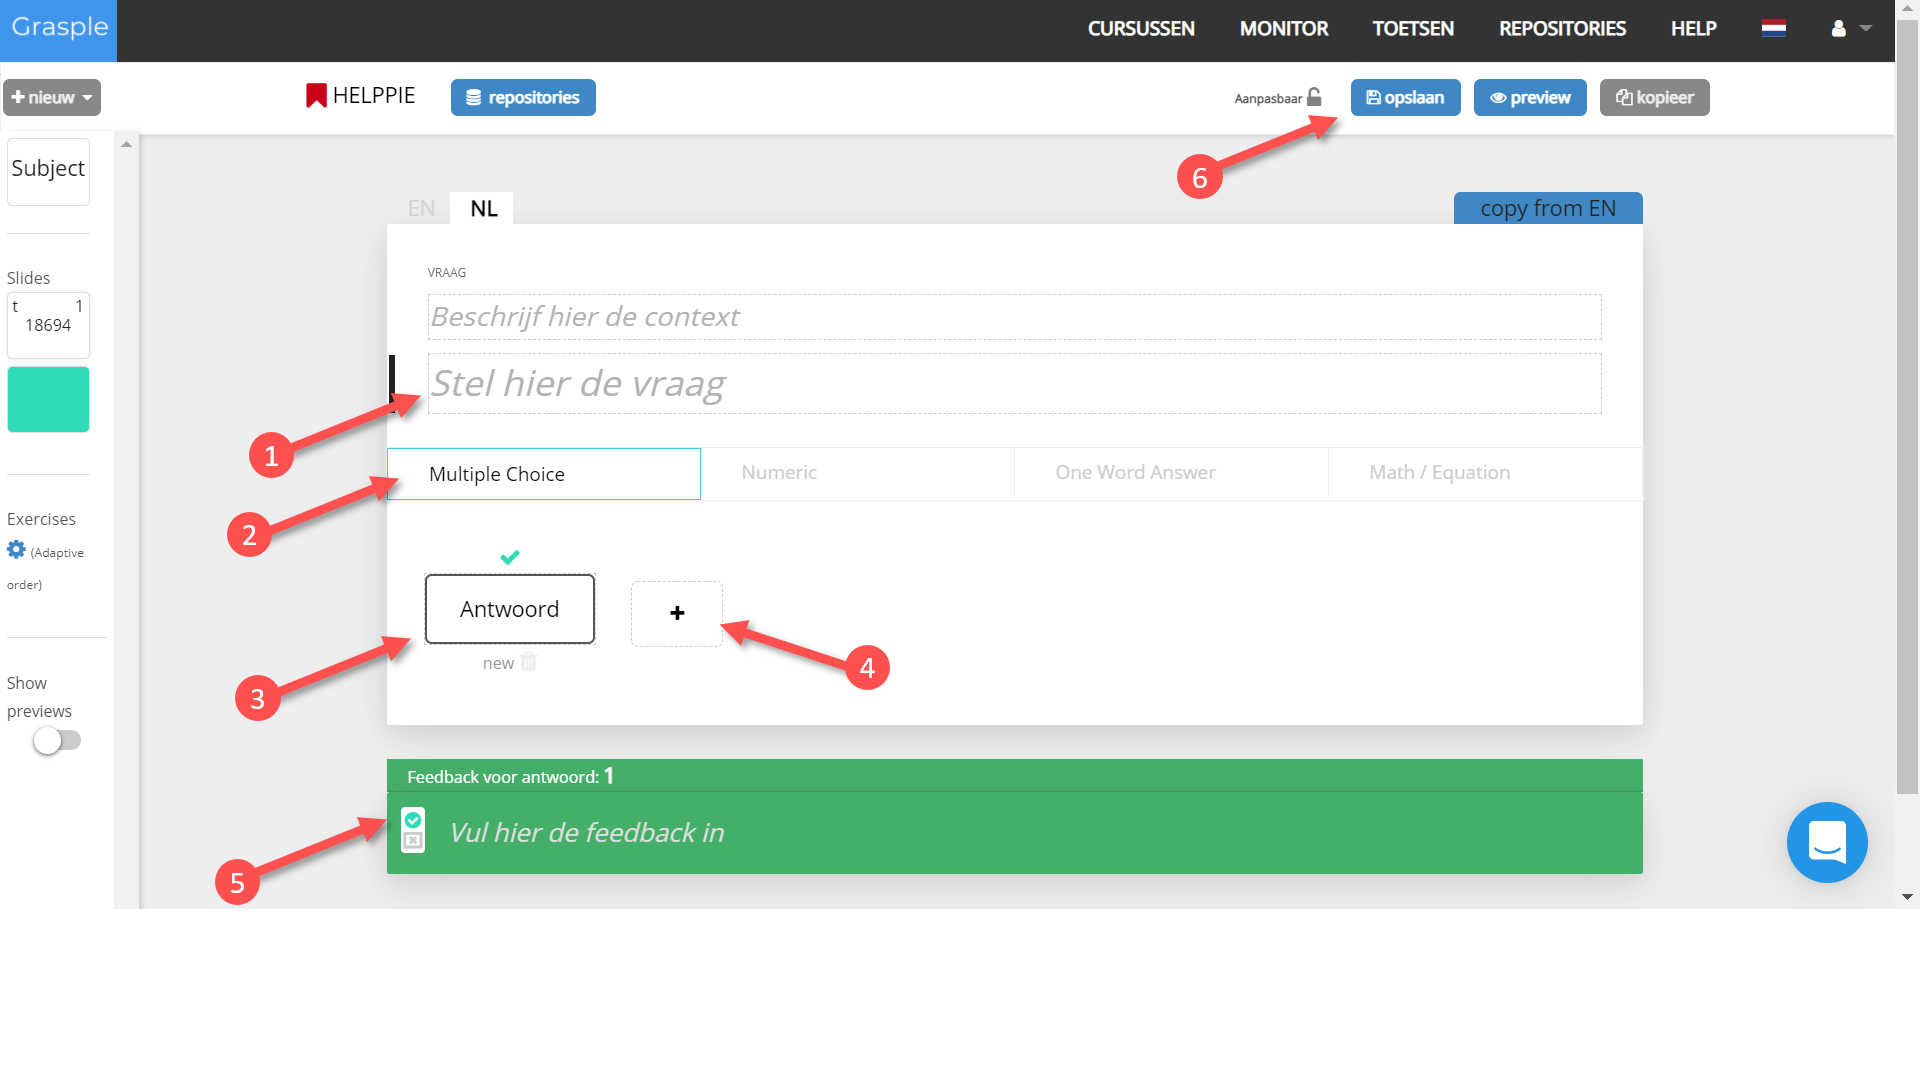 Grasple
CURSUSSEN MONITOR TOETSEN REPOSITORIES HELP
nieuw
HELPPIE
repositories
Aanpasbaar
opslaan
preview
kopieer
6
Subject
EN NL
copy from EN
VRAAG
Slides
t 1
18694
Beschrijf hier de context
Stel hier de vraag
1
Multiple Choice
Numeric
One Word Answer
Math / Equation
2
Exercises
(Adaptive
order)
Antwoord
+
new
3
4
Show
previews
Feedback voor antwoord: 1
Vul hier de feedback in
5